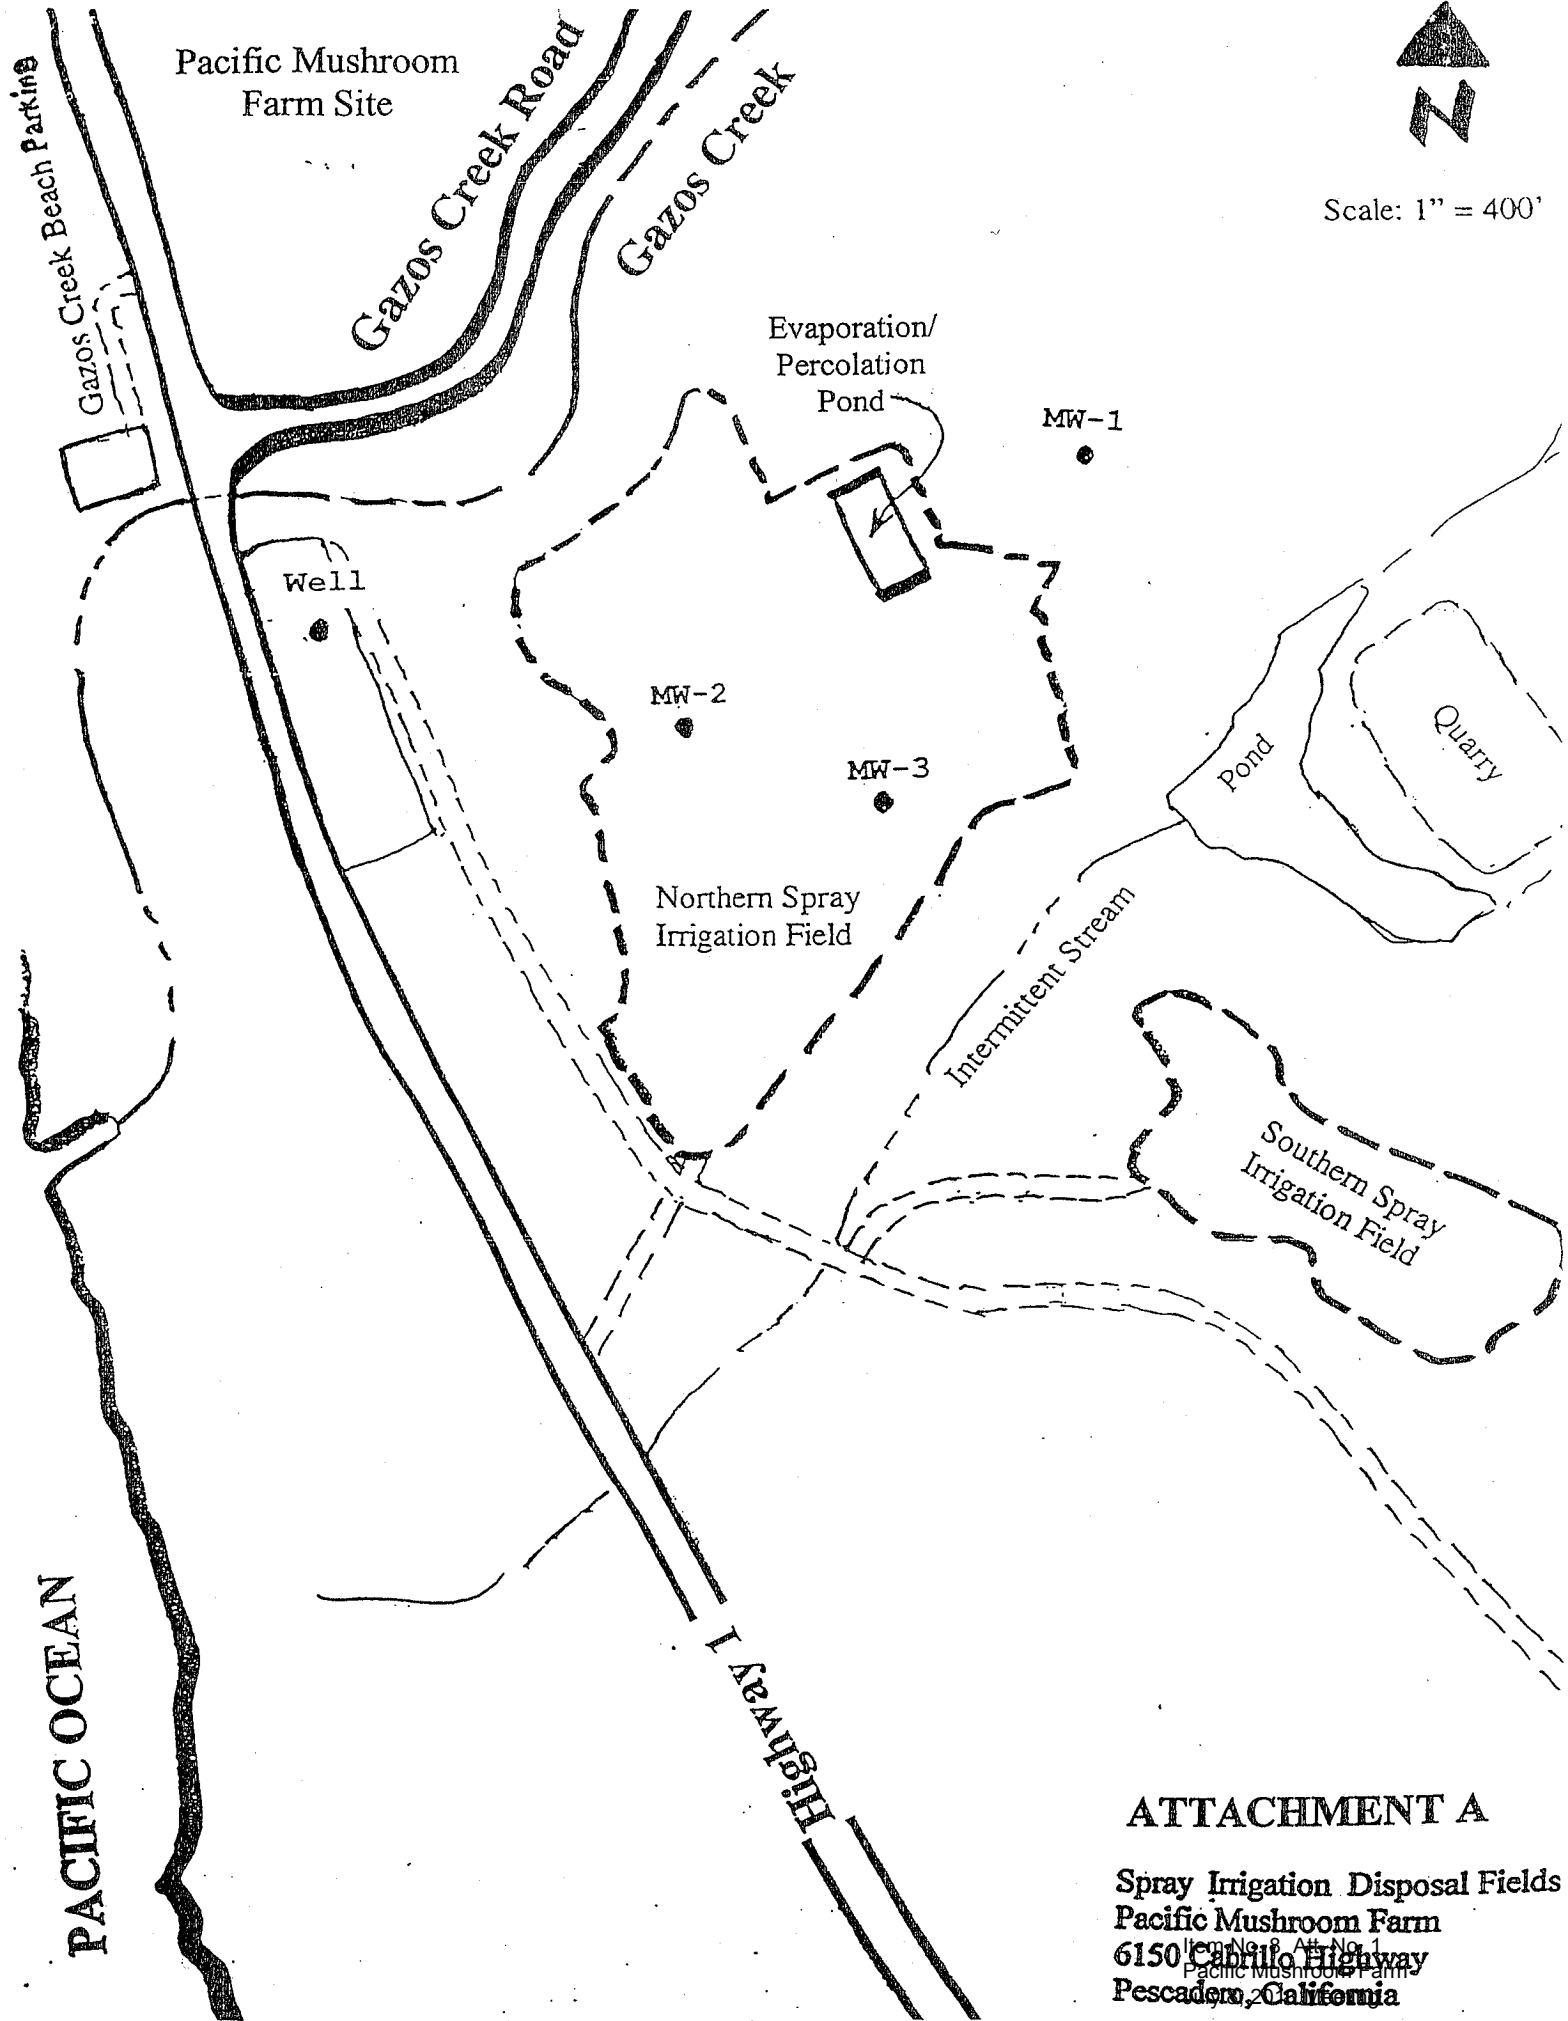 Pacific Mushroom
Farm Site
Gazos Creek Road
Gazos Creek
Gazos Creek Beach Parking
N
Scale: 1” = 400’
Evaporation/
Percolation
Pond
MW-1
Well
MW-2
MW-3
Pond
Quarry
Northern Spray
Irrigation Field
Intermittent Stream
Southern Spray
Irrigation Field
PACIFIC OCEAN
Highway 1
ATTACHMENT A
Spray Irrigation Disposal Fields
Pacific Mushroom Farm
6150 Cabrillo Highway
Pescadero, California
Item No. 8 Att. No. 1
Pacific Mushroom Farm